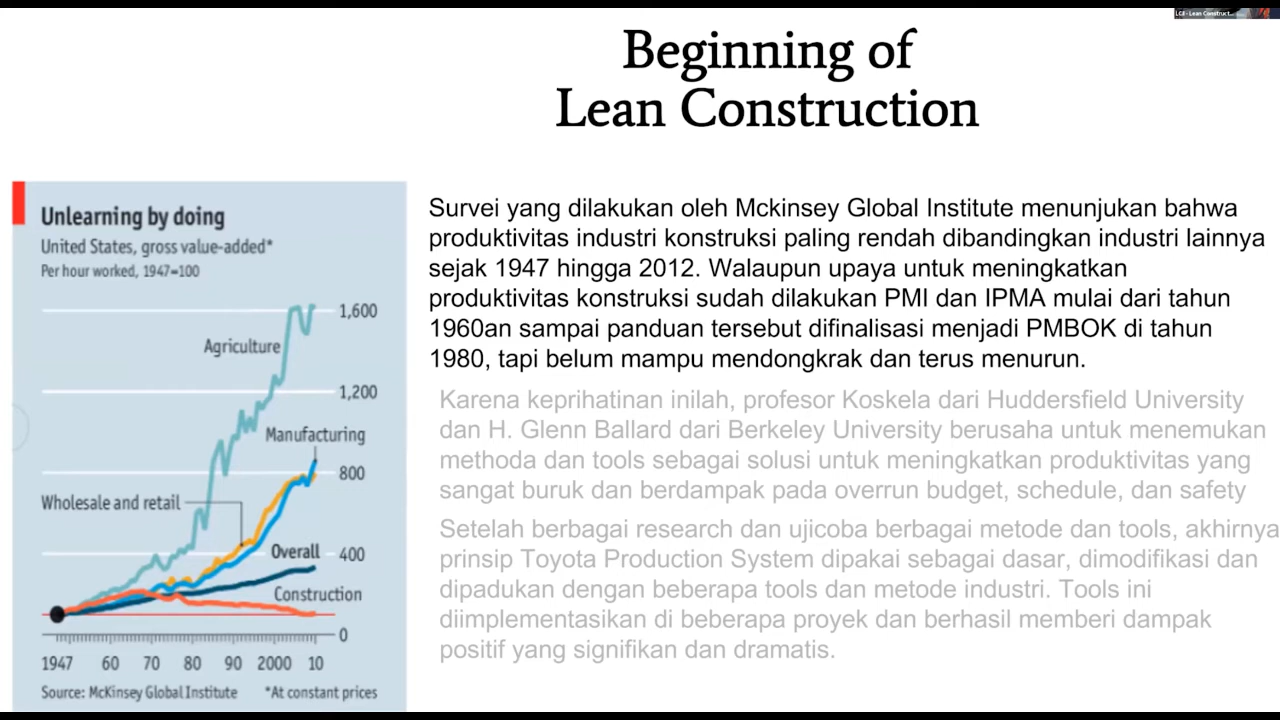 LC8 - Lean Construct...
Beginning of
Lean Construction
Unlearning by doing
United States, gross value-added*
Per hour worked, 1947=100
1,600
Agriculture
1,200
Manufacturing
800
Wholesale and retail
Overall
400
Construction
0
1947 60 70 80 90 2000 10
Source: McKinsey Global Institute *At constant prices
Survei yang dilakukan oleh Mckinsey Global Institute menunjukan bahwa
produktivitas industri konstruksi paling rendah dibandingkan industri lainnya
sejak 1947 hingga 2012. Walaupun upaya untuk meningkatkan
produktivitas konstruksi sudah dilakukan PMI dan IPMA mulai dari tahun
1960an sampai panduan tersebut difinalisasi menjadi PMBOK di tahun
1980, tapi belum mampu mendongkrak dan terus menurun.
Karena keprihatinan inilah, profesor Koskela dari Huddersfield University
dan H. Glenn Ballard dari Berkeley University berusaha untuk menemukan
methoda dan tools sebagai solusi untuk meningkatkan produktivitas yang
sangat buruk dan berdampak pada overrun budget, schedule, dan safety
Setelah berbagai research dan ujicoba berbagai metode dan tools, akhirnya
prinsip Toyota Production System dipakai sebagai dasar, dimodifikasi dan
dipadukan dengan beberapa tools dan metode industri. Tools ini
diimplementasikan di beberapa proyek dan berhasil memberi dampak
positif yang signifikan dan dramatis.